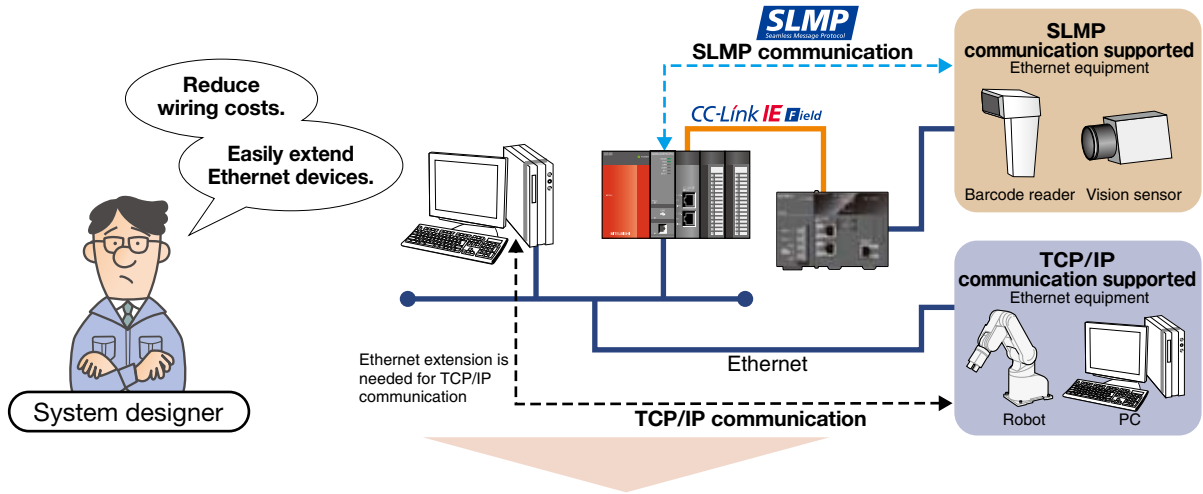 Reduce
wiring costs.
Easily extend
Ethernet devices.
System designer
SLMP
Seamless Message Protocol
SLMP communication
CC-Link IE Field
Ethernet extension is
needed for TCP/IP
communication
Ethernet
TCP/IP communication
SLMP
communication supported
Ethernet equipment
Barcode reader
Vision sensor
TCP/IP
communication supported
Ethernet equipment
Robot
PC